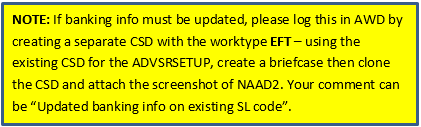 NOTE: If banking info must be updated, please log this in AWD by
creating a separate CSD with the worktype EFT – using the
existing CSD for the ADVSRSETUP, create a briefcase then clone
the CSD and attach the screenshot of NAAD2. Your comment can
be “Updated banking info on existing SL code”.